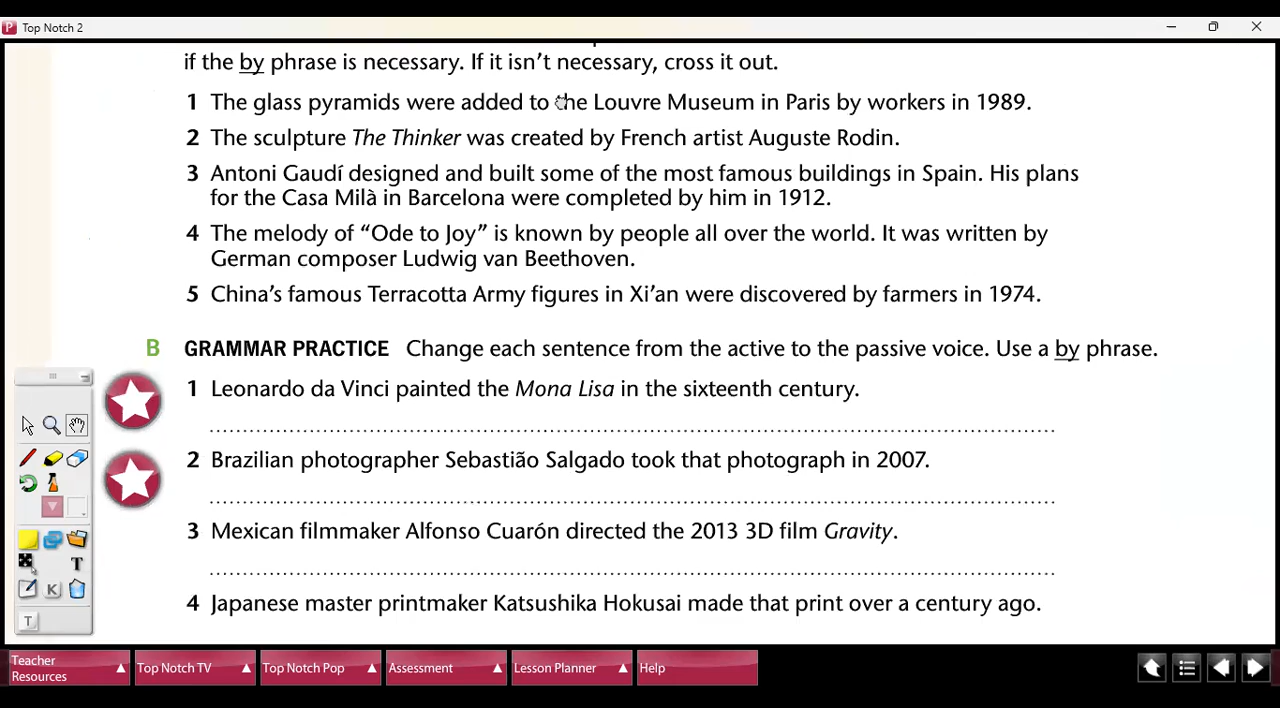 Top Notch 2
if the by phrase is necessary. If it isn't necessary, cross it out.
1 The glass pyramids were added to the Louvre Museum in Paris by workers in 1989.
2 The sculpture The Thinker was created by French artist Auguste Rodin.
3 Antoni Gaudí designed and built some of the most famous buildings in Spain. His plans
for the Casa Milà in Barcelona were completed by him in 1912.
4 The melody of “Ode to Joy” is known by people all over the world. It was written by
German composer Ludwig van Beethoven.
5 China's famous Terracotta Army figures in Xi'an were discovered by farmers in 1974.
B GRAMMAR PRACTICE Change each sentence from the active to the passive voice. Use a by phrase.
1 Leonardo da Vinci painted the Mona Lisa in the sixteenth century.
2 Brazilian photographer Sebastião Salgado took that photograph in 2007.
3 Mexican filmmaker Alfonso Cuarón directed the 2013 3D film Gravity.
4 Japanese master printmaker Katsushika Hokusai made that print over a century ago.
T
K
T
Teacher
Resources
Top Notch TV
Top Notch Pop
Assessment
Lesson Planner
Help